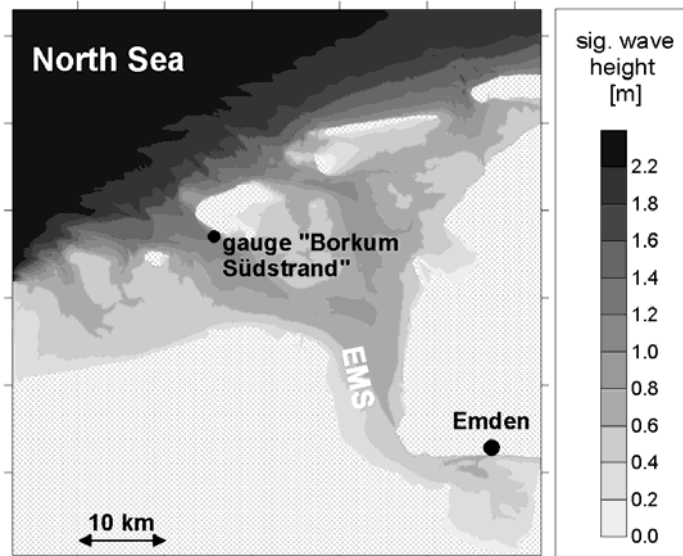 North Sea
gauge "Borkum
Südstrand"
EMS
Emden
10 km
sig. wave
height
[m]
2.2
1.8
1.6
1.4
1.2
1.0
0.8
0.6
0.4
0.2
0.0